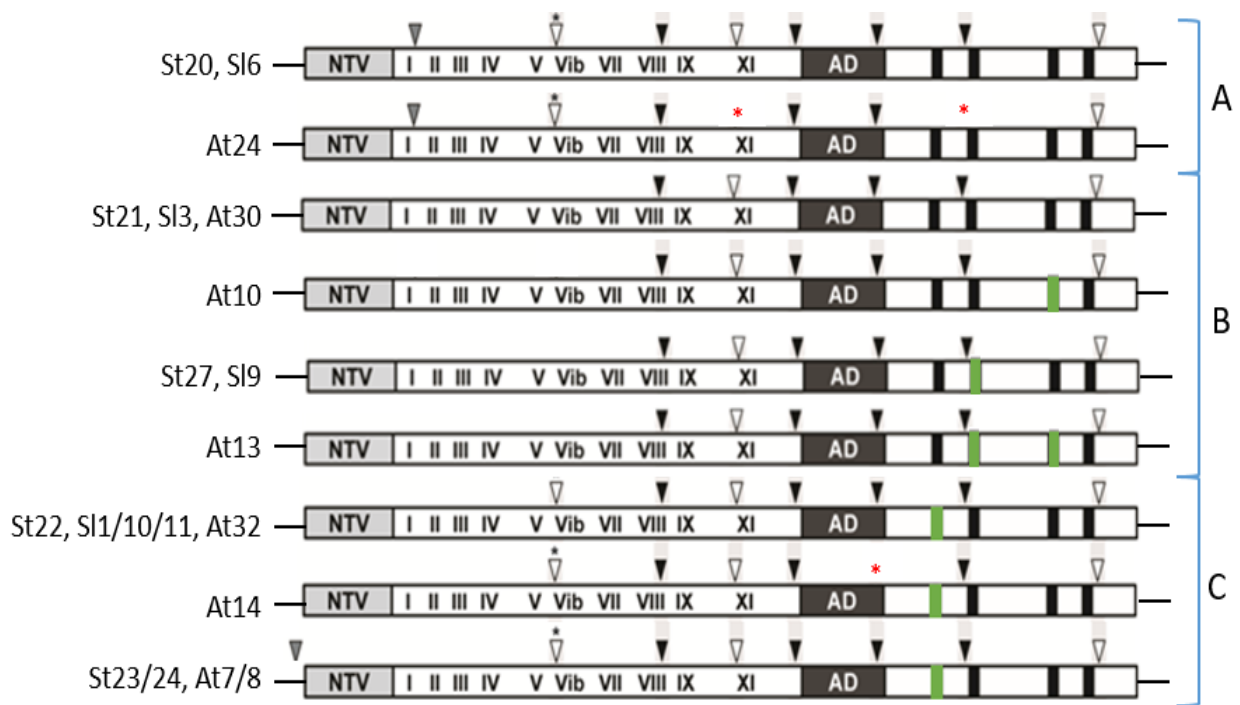 *
St20, Sl6 NTV I II III IV V Vib VII VIII IX XI AD
A
* * *
At24 NTV I II III IV V Vib VII VIII IX XI AD
St21, Sl3, At30 NTV I II III IV V Vib VII VIII IX XI AD
At10 NTV I II III IV V Vib VII VIII IX XI AD
B
St27, Sl9 NTV I II III IV V Vib VII VIII IX XI AD
At13 NTV I II III IV V Vib VII VIII IX XI AD
St22, Sl1/10/11, At32 NTV I II III IV V Vib VII VIII IX XI AD
* *
At14 NTV I II III IV V Vib VII VIII IX XI AD
C
*
St23/24, At7/8 NTV I II III IV V Vib VII VIII IX XI AD